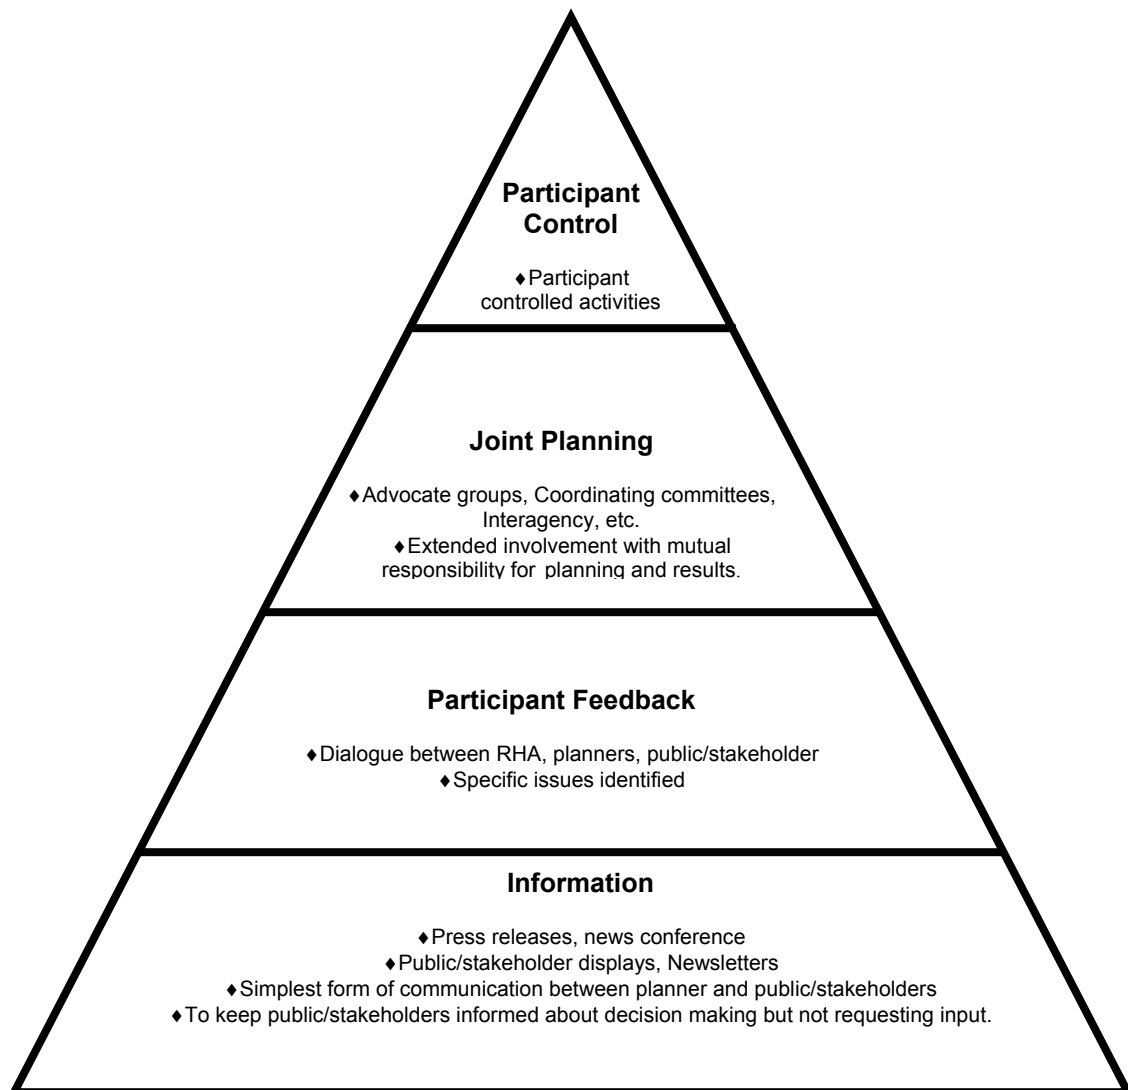 Participant
Control
♦Participant
controlled activities
Joint Planning
♦Advocate groups, Coordinating committees,
Interagency, etc.
♦Extended involvement with mutual
responsibility for planning and results.
Participant Feedback
♦Dialogue between RHA, planners, public/stakeholder
♦Specific issues identified
Information
♦Press releases, news conference
♦Public/stakeholder displays, Newsletters
♦Simplest form of communication between planner and public/stakeholders
♦To keep public/stakeholders informed about decision making but not requesting input.